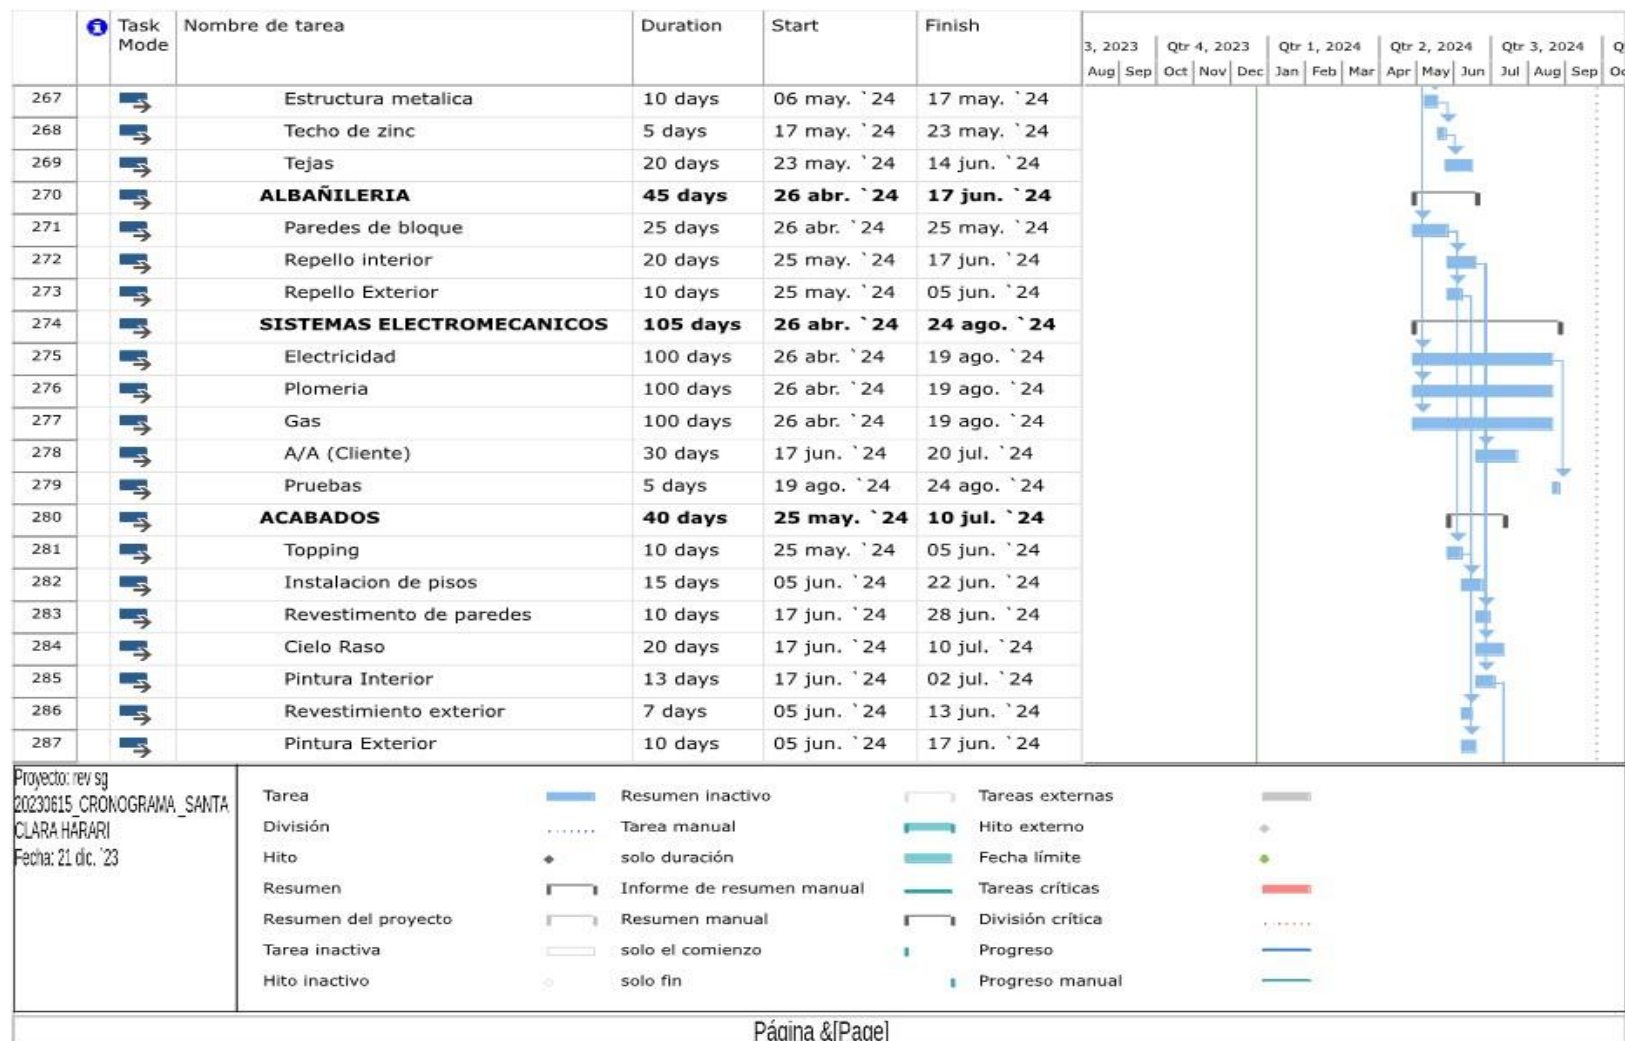 Task Mode Nombre de tarea Duration Start Finish
3, 2023 Qtr 4, 2023 Qtr 1, 2024 Qtr 2, 2024 Qtr 3, 2024 Q
Aug Sep Oct Nov Dec Jan Feb Mar Apr May Jun Jul Aug Sep Oc
267 Estructura metalica 10 days 06 may. `24 17 may. `24
268 Techo de zinc 5 days 17 may. `24 23 may. `24
269 Tejas 20 days 23 may. `24 14 jun. `24
270 ALBAÑILERIA 45 days 26 abr. `24 17 jun. `24
271 Paredes de bloque 25 days 26 abr. `24 25 may. `24
272 Repello interior 20 days 25 may. `24 17 jun. `24
273 Repello Exterior 10 days 25 may. `24 05 jun. `24
274 SISTEMAS ELECTROMECANICOS 105 days 26 abr. `24 24 ago. `24
275 Electricidad 100 days 26 abr. `24 19 ago. `24
276 Plomeria 100 days 26 abr. `24 19 ago. `24
277 Gas 100 days 26 abr. `24 19 ago. `24
278 A/A (Cliente) 30 days 17 jun. `24 20 jul. `24
279 Pruebas 5 days 19 ago. `24 24 ago. `24
280 ACABADOS 40 days 25 may. `24 10 jul. `24
281 Topping 10 days 25 may. `24 05 jun. `24
282 Instalacion de pisos 15 days 05 jun. `24 22 jun. `24
283 Revestimento de paredes 10 days 17 jun. `24 28 jun. `24
284 Cielo Raso 20 days 17 jun. `24 10 jul. `24
285 Pintura Interior 13 days 17 jun. `24 02 jul. `24
286 Revestimiento exterior 7 days 05 jun. `24 13 jun. `24
287 Pintura Exterior 10 days 05 jun. `24 17 jun. `24
Proyecto: rev sg
20230615_CRONOGRAMA_SANTA
CLARA HARARI
Fecha: 21 dic. `23
Tarea Resumen inactivo Tareas externas
División Tarea manual Hito externo
Hito solo duración Fecha límite
Resumen Informe de resumen manual Tareas críticas
Resumen del proyecto Resumen manual División crítica
Tarea inactiva solo el comienzo Progreso
Hito inactivo solo fin Progreso manual
Página &[Page]